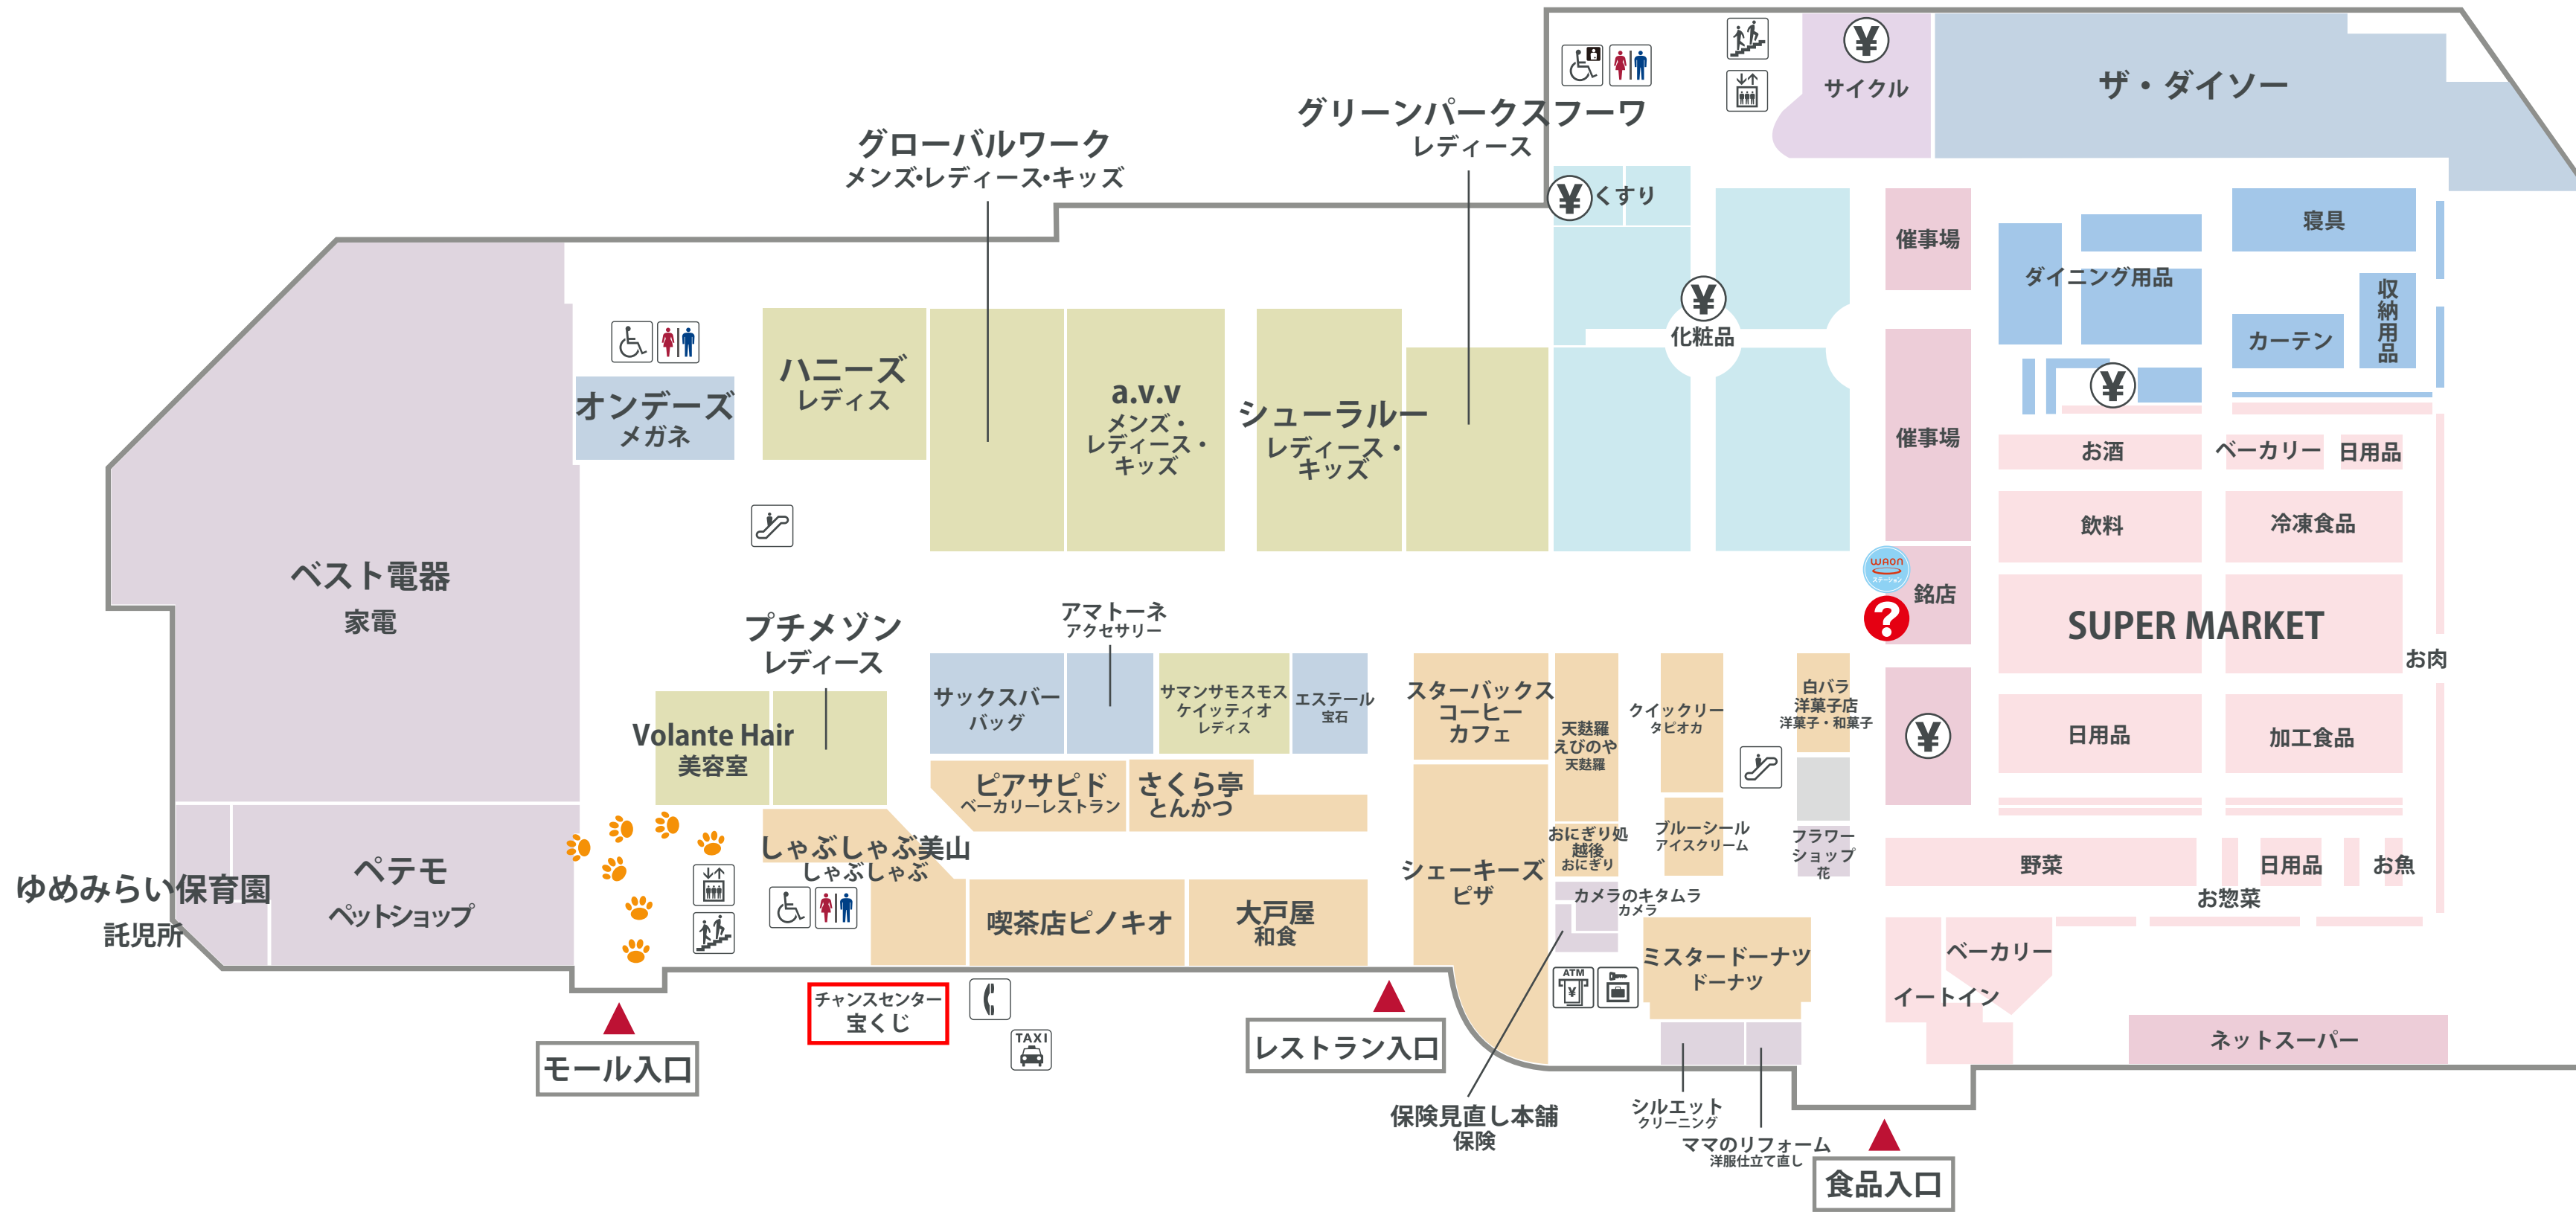 サイクル
ザ・ダイソー
グリーンパークスフーワ
レディース
グローバルワーク
メンズ・レディース・キッズ
くすり
催事場
寝具
ダイニング用品
収納用品
カーテン
化粧品
ハニーズ
レディス
オンデーズ
メガネ
a.v.v
メンズ・
レディース・
キッズ
シューラルー
レディース・
キッズ
催事場
お酒
ベーカリー
日用品
飲料
冷凍食品
ベスト電器
家電
WAON
ステーション
銘店
SUPER MARKET
お肉
プチメゾン
レディース
アマトーネ
アクセサリー
サックスバー
バッグ
サマンサモスモス
ケイッティオ
レディス
エステール
宝石
スターバックス
コーヒー
カフェ
天麩羅
えびのや
天麩羅
クイックリー
タピオカ
白バラ
洋菓子店
洋菓子・和菓子
日用品
加工食品
Volante Hair
美容室
ピアサピド
ベーカリーレストラン
さくら亭
とんかつ
しゃぶしゃぶ美山
しゃぶしゃぶ
シェーキーズ
ピザ
おにぎり処
越後
おにぎり
ブルーシール
アイスクリーム
フラワー
ショップ
花
野菜
日用品
お魚
お惣菜
ゆめみらい保育園
託児所
ペテモ
ペットショップ
喫茶店ピノキオ
大戸屋
和食
カメラのキタムラ
カメラ
ミスタードーナツ
ドーナツ
ベーカリー
イートイン
ATM
チャンスセンター
宝くじ
TAXI
モール入口
レストラン入口
ネットスーパー
保険見直し本舗
保険
シルエット
クリーニング
ママのリフォーム
洋服仕立て直し
食品入口